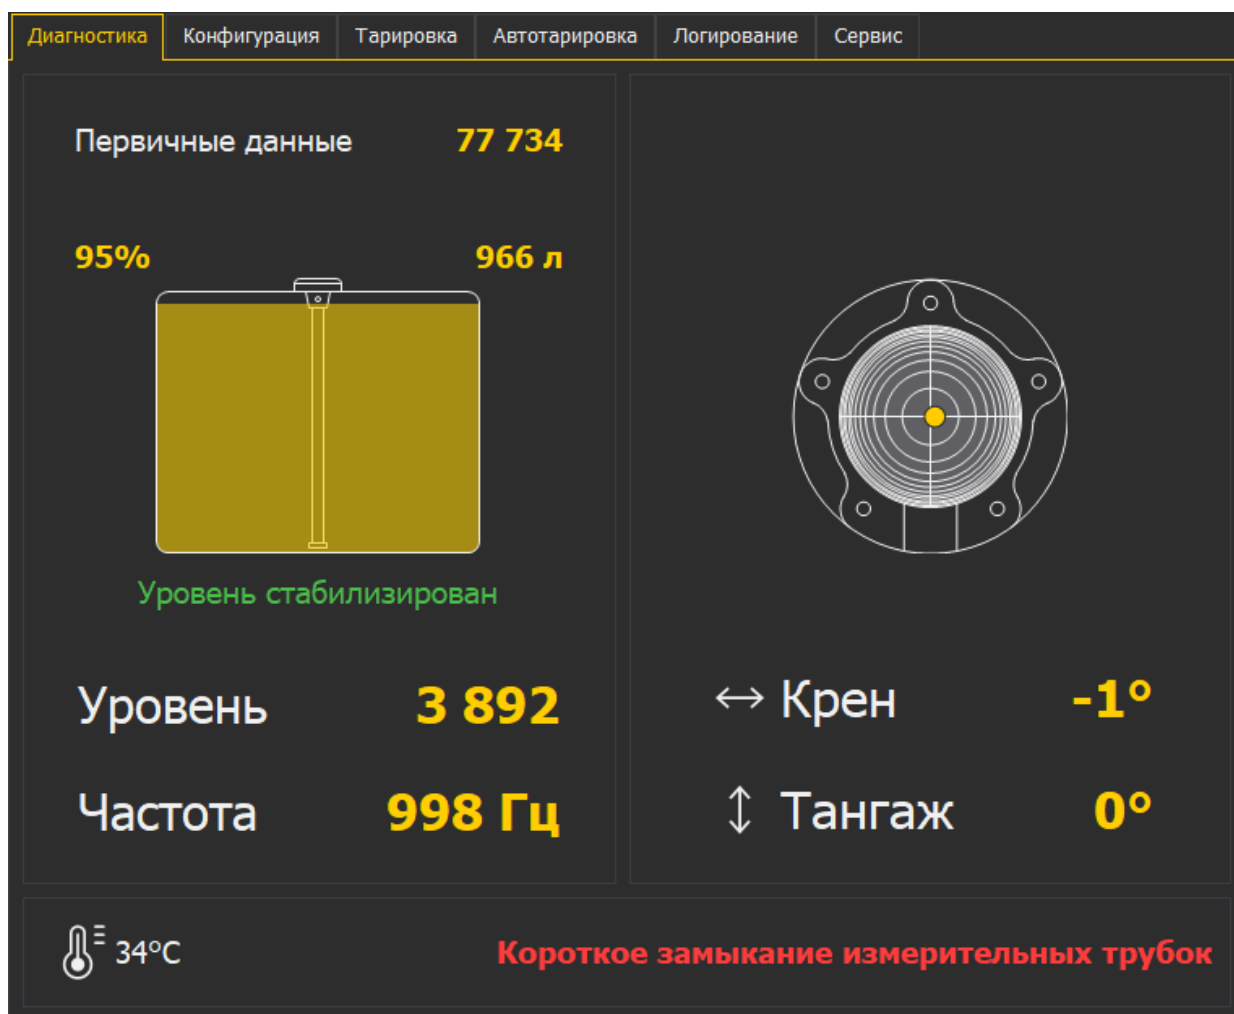 Диагностика Конфигурация Тарировка Автотарировка Логирование Сервис
Первичные данные 77 734
95% 966 л
Уровень стабилизирован
Уровень 3 892
Частота 998 Гц
Крен -1°
Тангаж 0°
34°C Короткое замыкание измерительных трубок